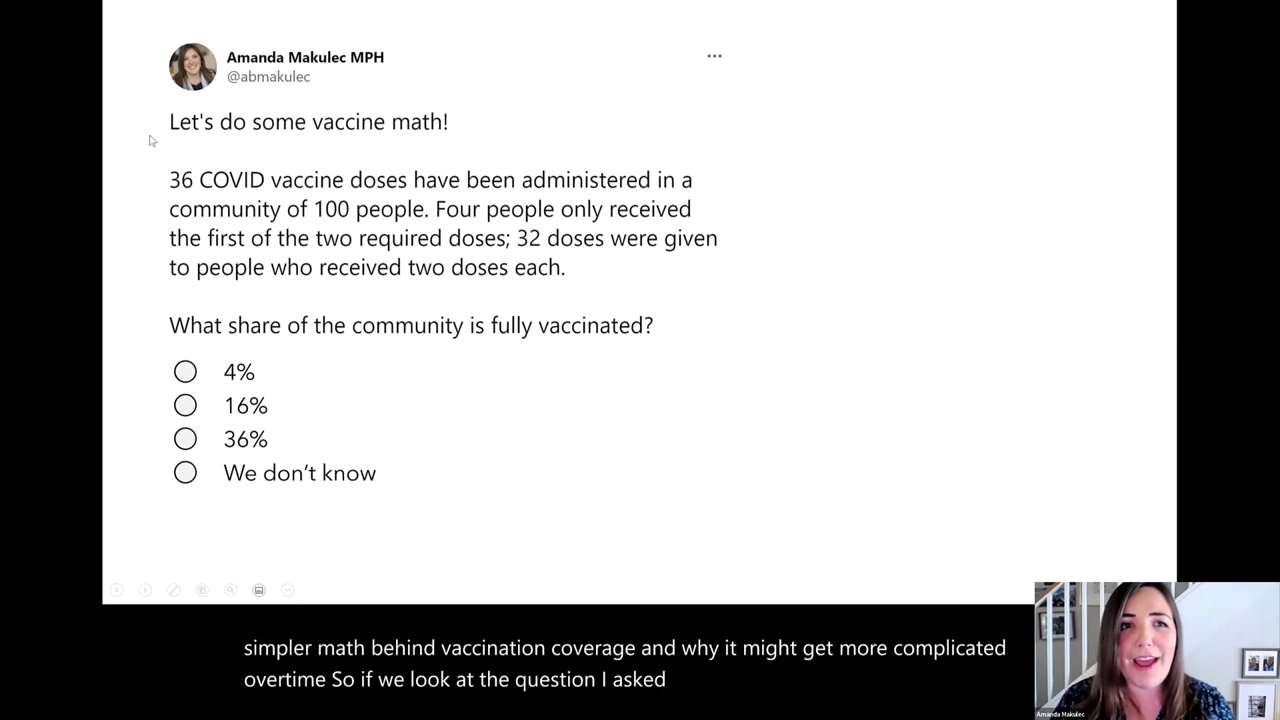 Amanda Makulec MPH
@abmakulec
Let's do some vaccine math!
36 COVID vaccine doses have been administered in a
community of 100 people. Four people only received
the first of the two required doses; 32 doses were given
to people who received two doses each.
What share of the community is fully vaccinated?
4%
16%
36%
We don't know
simpler math behind vaccination coverage and why it might get more complicated
overtime So if we look at the question I asked
Amanda Makulec